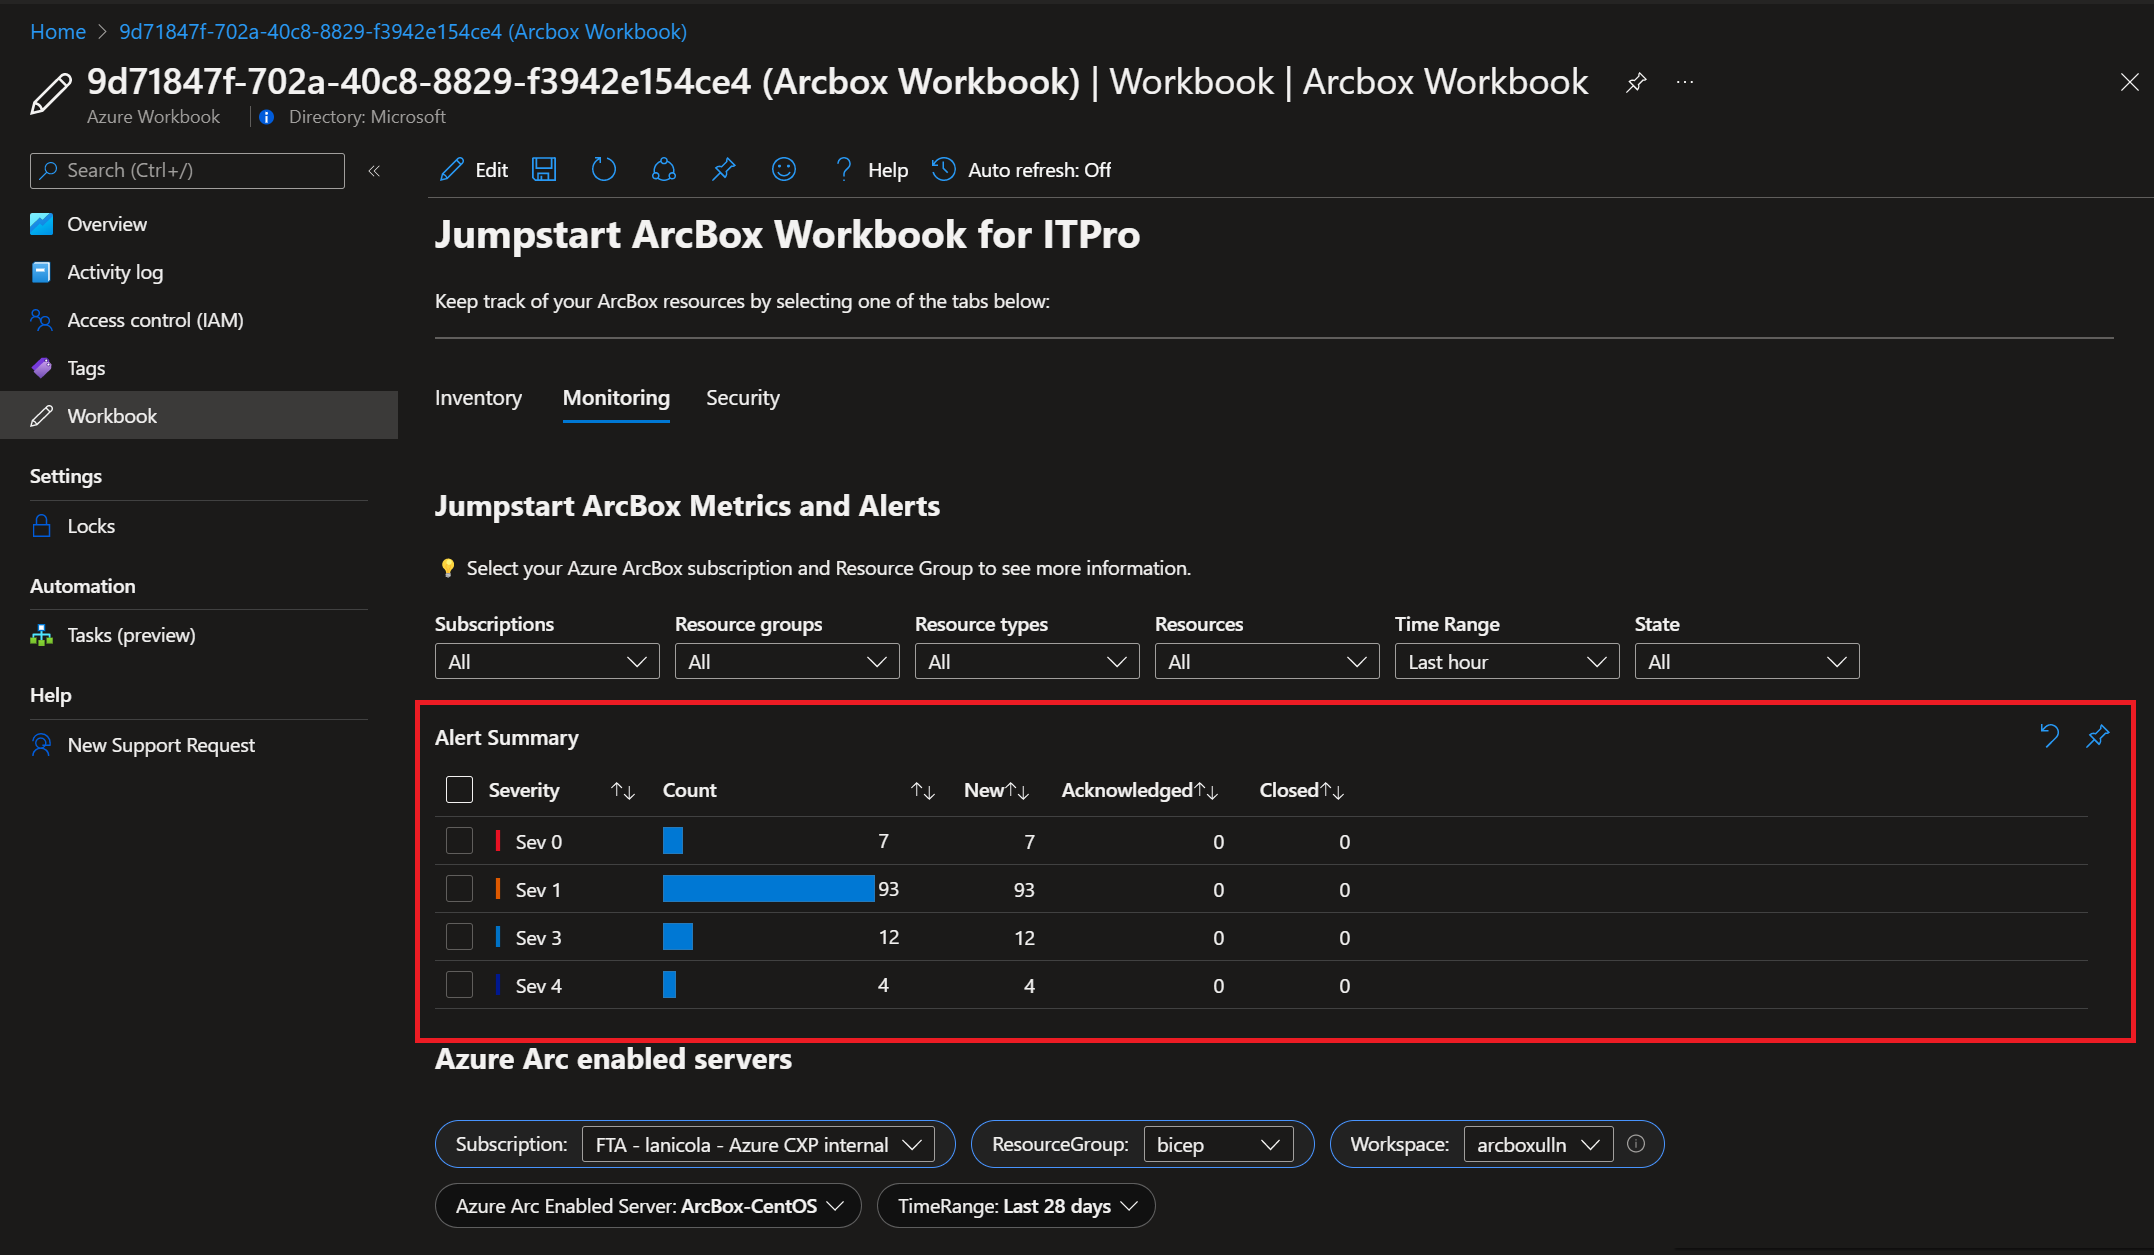 Home > 9d71847f-702a-40c8-8829-f3942e154ce4 (Arcbox Workbook)
9d71847f-702a-40c8-8829-f3942e154ce4 (Arcbox Workbook) | Workbook | Arcbox Workbook
Azure Workbook | Directory: Microsoft
Search (Ctrl+/)
«
Overview
Activity log
Access control (IAM)
Tags
Workbook
Settings
Locks
Automation
Tasks (preview)
Help
New Support Request
Edit Help Auto refresh: Off
Jumpstart ArcBox Workbook for ITPro
Keep track of your ArcBox resources by selecting one of the tabs below:
Inventory Monitoring Security
Jumpstart ArcBox Metrics and Alerts
Select your Azure ArcBox subscription and Resource Group to see more information.
Subscriptions Resource groups Resource types Resources Time Range State
All All All All Last hour All
Alert Summary
Severity ↑↓ Count ↑↓ New↑↓ Acknowledged↑↓ Closed↑↓
Sev 0 7 7 0 0
Sev 1 93 93 0 0
Sev 3 12 12 0 0
Sev 4 4 4 0 0
Azure Arc enabled servers
Subscription: FTA - lanicola - Azure CXP internal ResourceGroup: bicep Workspace: arcboxulln
Azure Arc Enabled Server: ArcBox-CentOS TimeRange: Last 28 days